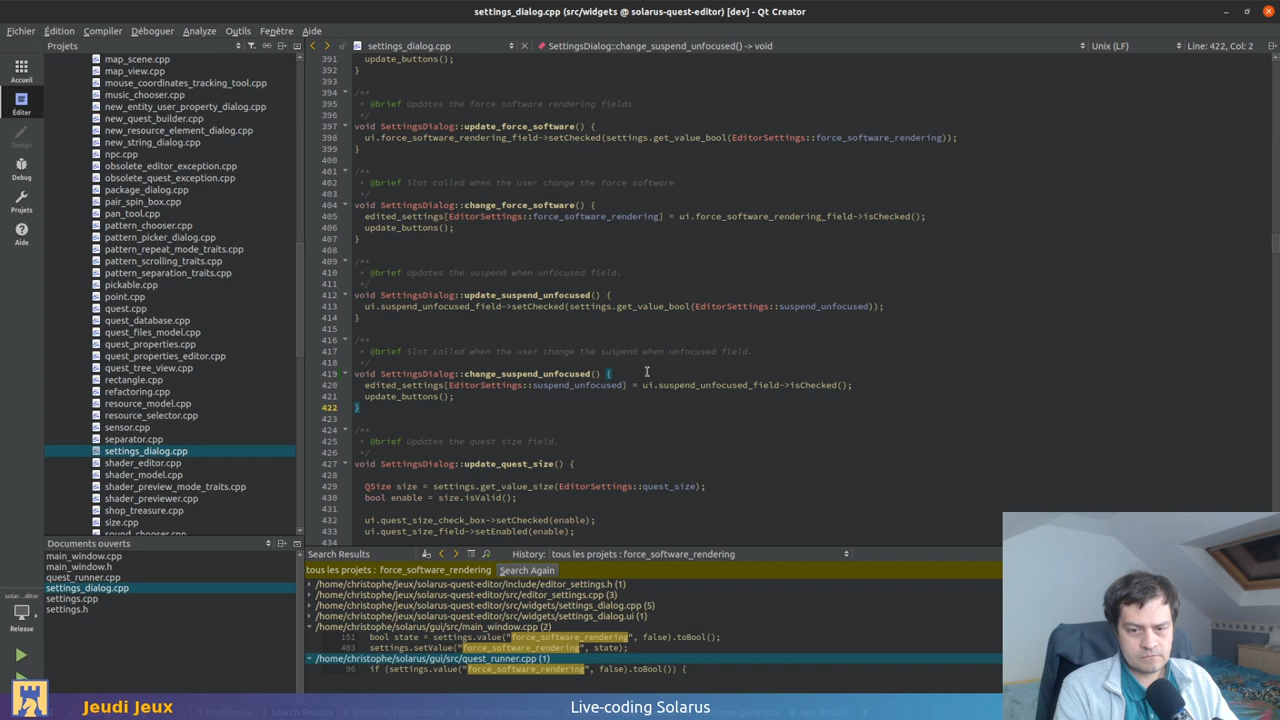 settings_dialog.cpp (src/widgets @ solarus-quest-editor) [dev] - Qt Creator
Fichier Édition Compiler Déboguer Analyze Outils Fenêtre Aide
Projets
settings_dialog.cpp
SettingsDialog::change_suspend_unfocused() -> void
Unix (LF)
Line: 422, Col: 2
Accueil
Éditer
Design
Debug
Projets
Aide
map_scene.cpp
map_view.cpp
mouse_coordinates_tracking_tool.cpp
music_chooser.cpp
new_entity_user_property_dialog.cpp
new_quest_builder.cpp
new_resource_element_dialog.cpp
new_string_dialog.cpp
npc.cpp
obsolete_editor_exception.cpp
obsolete_quest_exception.cpp
package_dialog.cpp
pair_spin_box.cpp
pan_tool.cpp
pattern_chooser.cpp
pattern_picker_dialog.cpp
pattern_repeat_mode_traits.cpp
pattern_scrolling_traits.cpp
pattern_separation_traits.cpp
pickable.cpp
point.cpp
quest.cpp
quest_database.cpp
quest_files_model.cpp
quest_properties.cpp
quest_properties_editor.cpp
quest_tree_view.cpp
rectangle.cpp
refactoring.cpp
resource_model.cpp
resource_selector.cpp
sensor.cpp
separator.cpp
settings_dialog.cpp
shader_editor.cpp
shader_model.cpp
shader_preview_mode_traits.cpp
shader_previewer.cpp
shop_treasure.cpp
size.cpp
sound_chooser.cpp
391 update_buttons();
392 }
393
394 /**
395 * @brief Updates the force software rendering fields
396 */
397 void SettingsDialog::update_force_software() {
398 ui.force_software_rendering_field->setChecked(settings.get_value_bool(EditorSettings::force_software_rendering));
399 }
400
401 /**
402 * @brief Slot called when the user change the force software
403 */
404 void SettingsDialog::change_force_software() {
405 edited_settings[EditorSettings::force_software_rendering] = ui.force_software_rendering_field->isChecked();
406 update_buttons();
407 }
408
409 /**
410 * @brief Updates the suspend when unfocused field.
411 */
412 void SettingsDialog::update_suspend_unfocused() {
413 ui.suspend_unfocused_field->setChecked(settings.get_value_bool(EditorSettings::suspend_unfocused));
414 }
415
416 /**
417 * @brief Slot called when the user change the suspend when unfocused field.
418 */
419 void SettingsDialog::change_suspend_unfocused() {
420 edited_settings[EditorSettings::suspend_unfocused] = ui.suspend_unfocused_field->isChecked();
421 update_buttons();
422 }
423
424 /**
425 * @brief Updates the quest size field.
426 */
427 void SettingsDialog::update_quest_size() {
428
429 QSize size = settings.get_value_size(EditorSettings::quest_size);
430 bool enable = size.isValid();
431
432 ui.quest_size_check_box->setChecked(enable);
433 ui.quest_size_field->setEnabled(enable);
434
Documents ouverts
main_window.cpp
main_window.h
quest_runner.cpp
settings_dialog.cpp
settings.cpp
settings.h
solar...ditor
Release
Search Results
History: tous les projets : force_software_rendering
tous les projets : force_software_rendering Search Again
/home/christophe/jeux/solarus-quest-editor/include/editor_settings.h (1)
/home/christophe/jeux/solarus-quest-editor/src/editor_settings.cpp (3)
/home/christophe/jeux/solarus-quest-editor/src/widgets/settings_dialog.cpp (5)
/home/christophe/jeux/solarus-quest-editor/src/widgets/settings_dialog.ui (1)
/home/christophe/solarus/gui/src/main_window.cpp (2)
151 bool state = settings.value("force_software_rendering", false).toBool();
403 settings.setValue("force_software_rendering", state);
/home/christophe/solarus/gui/src/quest_runner.cpp (1)
96 if (settings.value("force_software_rendering", false).toBool()) {
Jeudi Jeux
Live-coding Solarus